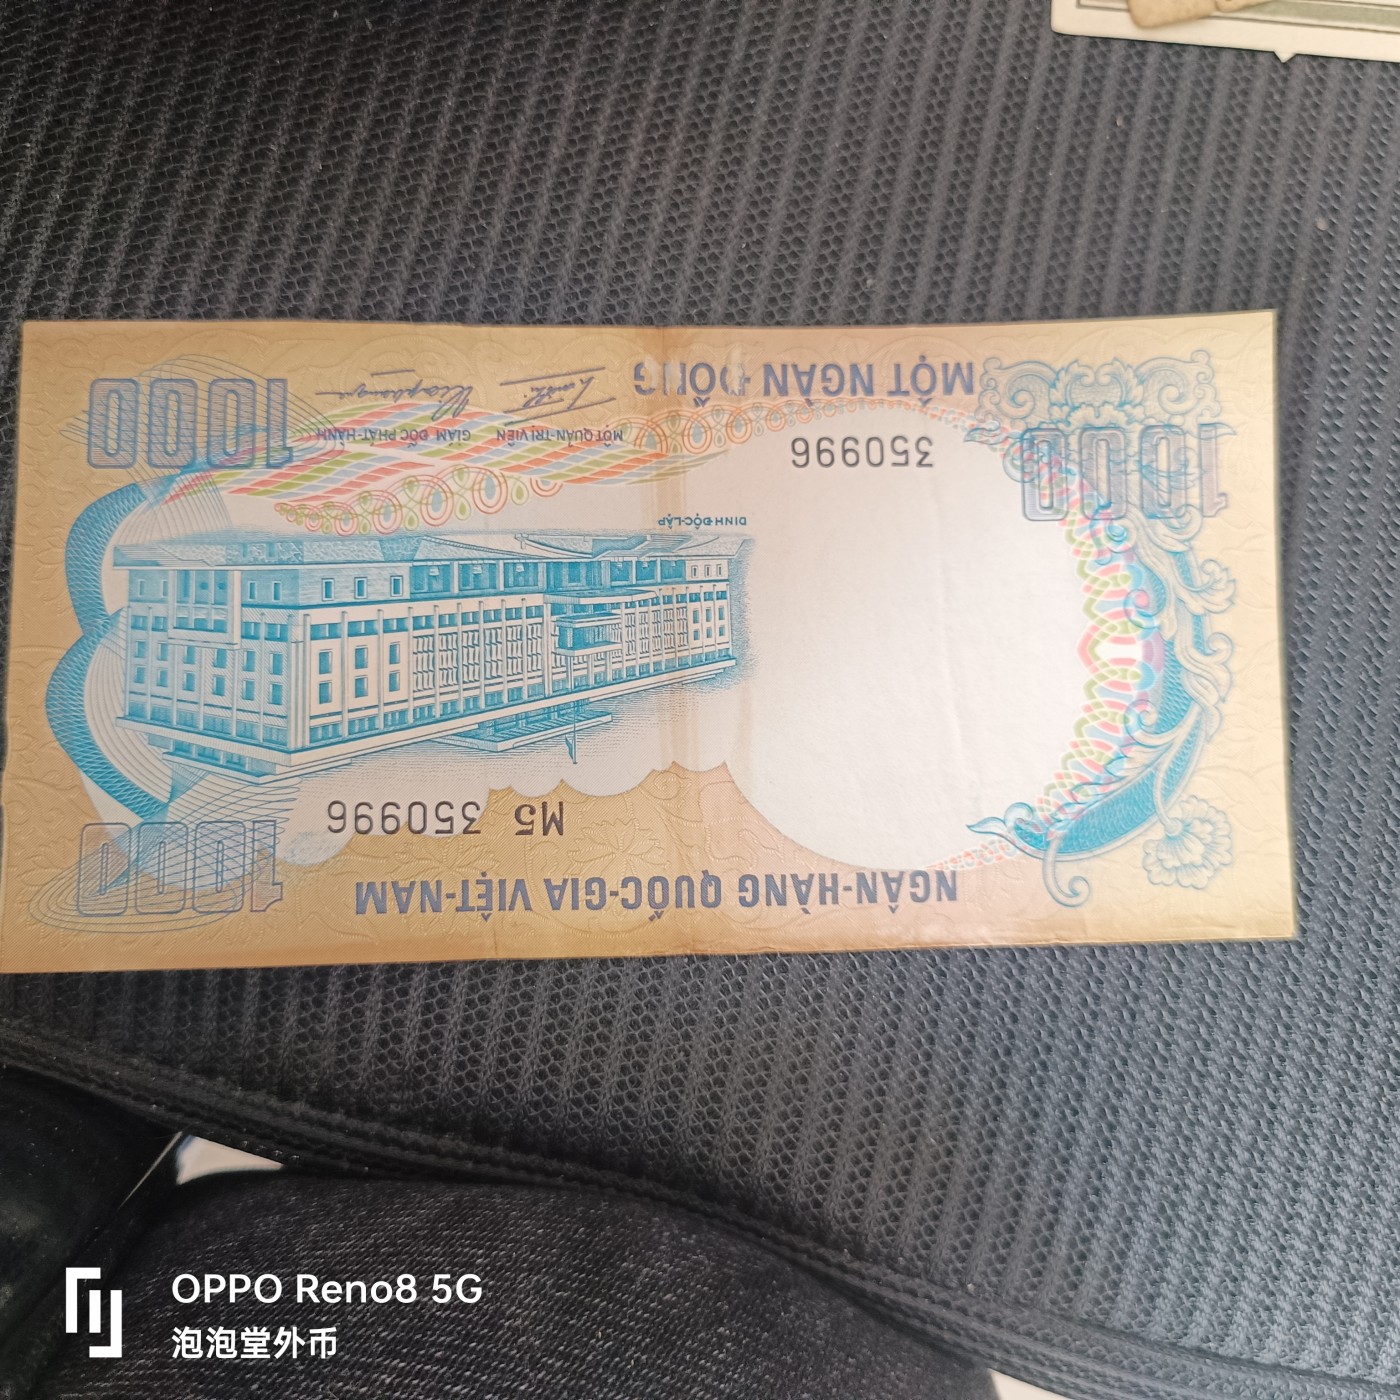 NGÂN-HÀNG QUỐC-GIA VIỆT-NAM
1000
M5 350996
DINH ĐỘC-LẬP
1000
350996
MỘT QUẢN-TRỊ VIÊN
GIÁM ĐỐC PHÁT-HÀNH
MỘT NGÀN ĐỒNG
1000
OPPO Reno8 5G
泡泡堂外币